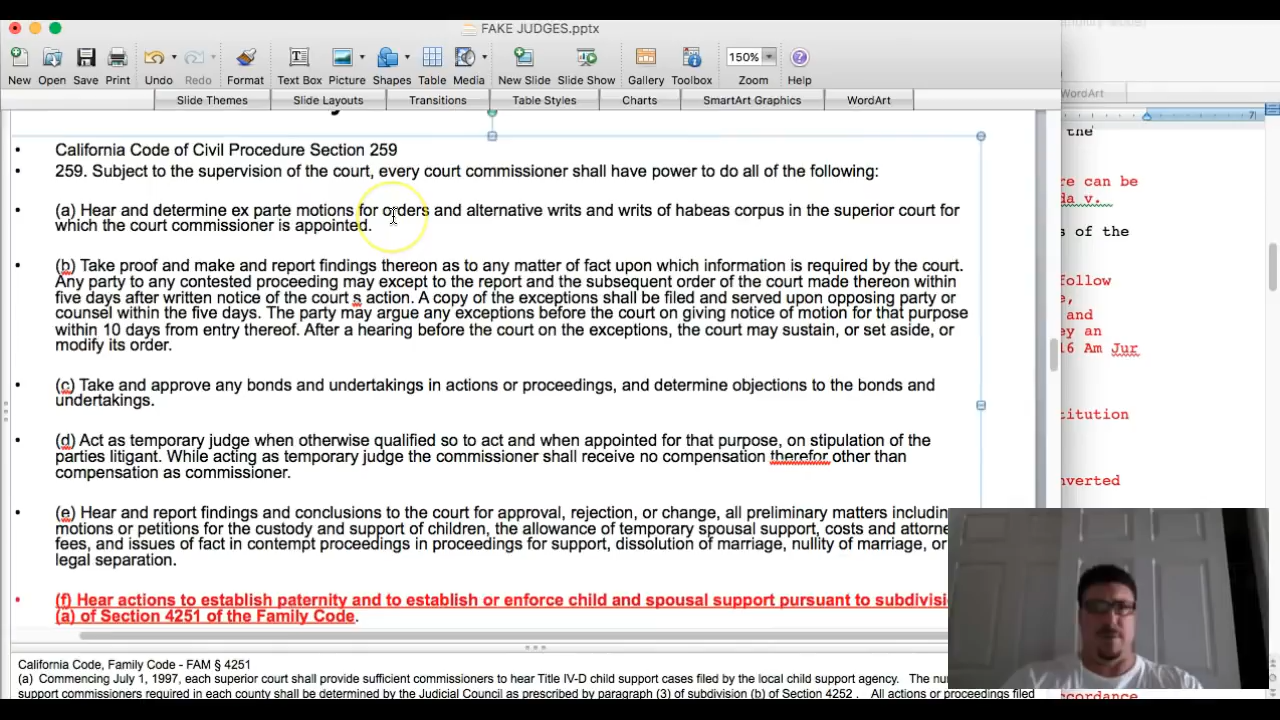 FAKE JUDGES.pptx
150%
New Open Save Print Undo Redo Format Text Box Picture Shapes Table Media New Slide Slide Show Gallery Toolbox Zoom Help
Slide Themes Slide Layouts Transitions Table Styles Charts SmartArt Graphics WordArt
WordArt
7
California Code of Civil Procedure Section 259
259. Subject to the supervision of the court, every court commissioner shall have power to do all of the following:
(a) Hear and determine ex parte motions for orders and alternative writs and writs of habeas corpus in the superior court for
which the court commissioner is appointed.
(b) Take proof and make and report findings thereon as to any matter of fact upon which information is required by the court.
Any party to any contested proceeding may except to the report and the subsequent order of the court made thereon within
five days after written notice of the court s action. A copy of the exceptions shall be filed and served upon opposing party or
counsel within the five days. The party may argue any exceptions before the court on giving notice of motion for that purpose
within 10 days from entry thereof. After a hearing before the court on the exceptions, the court may sustain, or set aside, or
modify its order.
(c) Take and approve any bonds and undertakings in actions or proceedings, and determine objections to the bonds and
undertakings.
(d) Act as temporary judge when otherwise qualified so to act and when appointed for that purpose, on stipulation of the
parties litigant. While acting as temporary judge the commissioner shall receive no compensation therefor other than
compensation as commissioner.
(e) Hear and report findings and conclusions to the court for approval, rejection, or change, all preliminary matters includin
motions or petitions for the custody and support of children, the allowance of temporary spousal support, costs and attorne
fees, and issues of fact in contempt proceedings in proceedings for support, dissolution of marriage, nullity of marriage, or
legal separation.
(f) Hear actions to establish paternity and to establish or enforce child and spousal support pursuant to subdivisi
(a) of Section 4251 of the Family Code.
California Code, Family Code - FAM § 4251
(a) Commencing July 1, 1997, each superior court shall provide sufficient commissioners to hear Title IV-D child support cases filed by the local child support agency. The nu
support commissioners required in each county shall be determined by the Judicial Council as prescribed by paragraph (3) of subdivision (b) of Section 4252 . All actions or proceedings filed
the'
re can be
da v.
s of the
follow
e,
and
ey an
16 Am Jur
titution
nverted
cordance